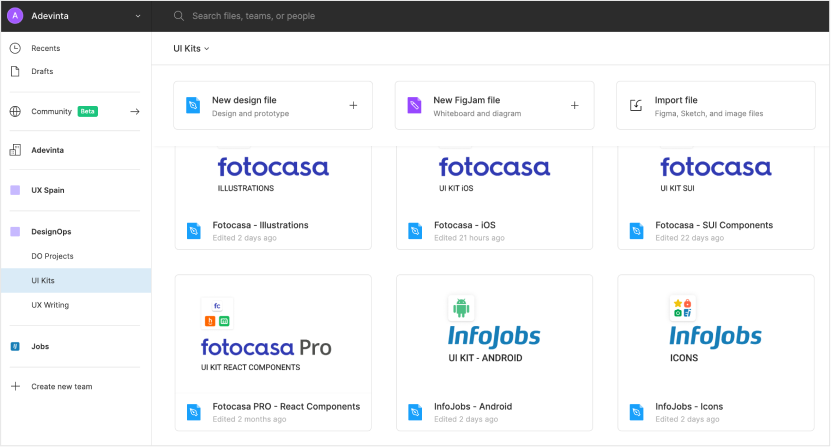 A Adevinta
Search files, teams, or people
Recents
Drafts
Community Beta
Adevinta
UX Spain
DesignOps
DO Projects
UI Kits
UX Writing
# Jobs
Create new team
UI Kits
New design file
Design and prototype
New FigJam file
Whiteboard and diagram
Import file
Figma, Sketch, and image files
fotocasa
ILLUSTRATIONS
Fotocasa - Illustrations
Edited 2 days ago
fotocasa
UI KIT iOS
Fotocasa - iOS
Edited 21 hours ago
fotocasa
UI KIT SUI
Fotocasa - SUI Components
Edited 22 days ago
fc
fotocasa Pro
UI KIT REACT COMPONENTS
Fotocasa PRO - React Components
Edited 2 months ago
InfoJobs
UI KIT - ANDROID
InfoJobs - Android
Edited 2 days ago
InfoJobs
ICONS
InfoJobs - Icons
Edited 2 days ago